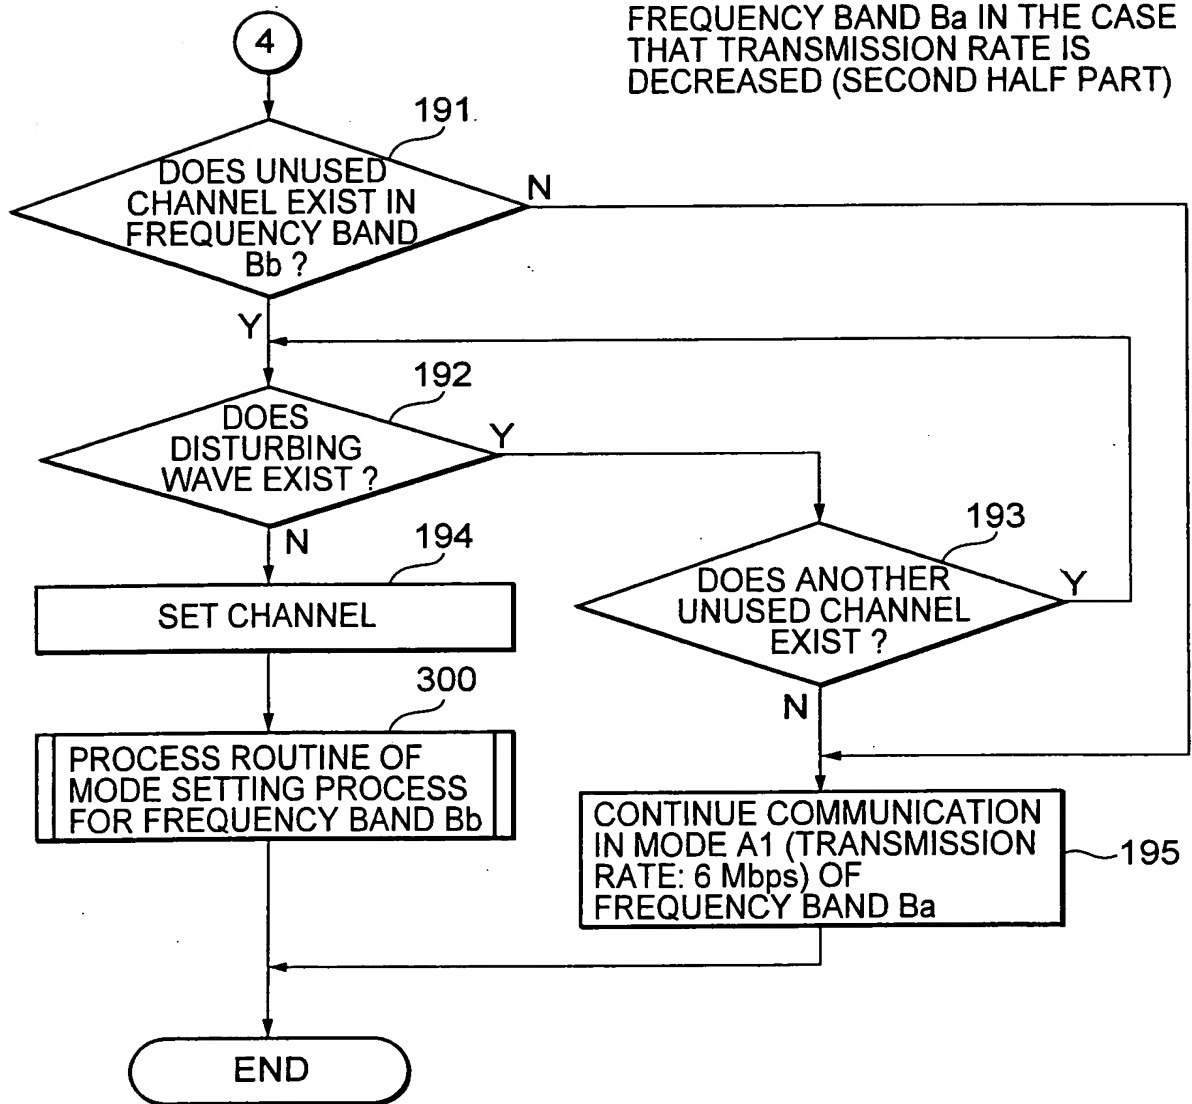 FREQUENCY BAND Ba IN THE CASE
THAT TRANSMISSION RATE IS
DECREASED (SECOND HALF PART)
4
191
DOES UNUSED
CHANNEL EXIST IN
FREQUENCY BAND
Bb ?
N
Y
192
DOES
DISTURBING
WAVE EXIST ?
Y
N
193
DOES ANOTHER
UNUSED CHANNEL
EXIST ?
Y
N
194
SET CHANNEL
300
PROCESS ROUTINE OF
MODE SETTING PROCESS
FOR FREQUENCY BAND Bb
CONTINUE COMMUNICATION
IN MODE A1 (TRANSMISSION
RATE: 6 Mbps) OF
FREQUENCY BAND Ba
195
END